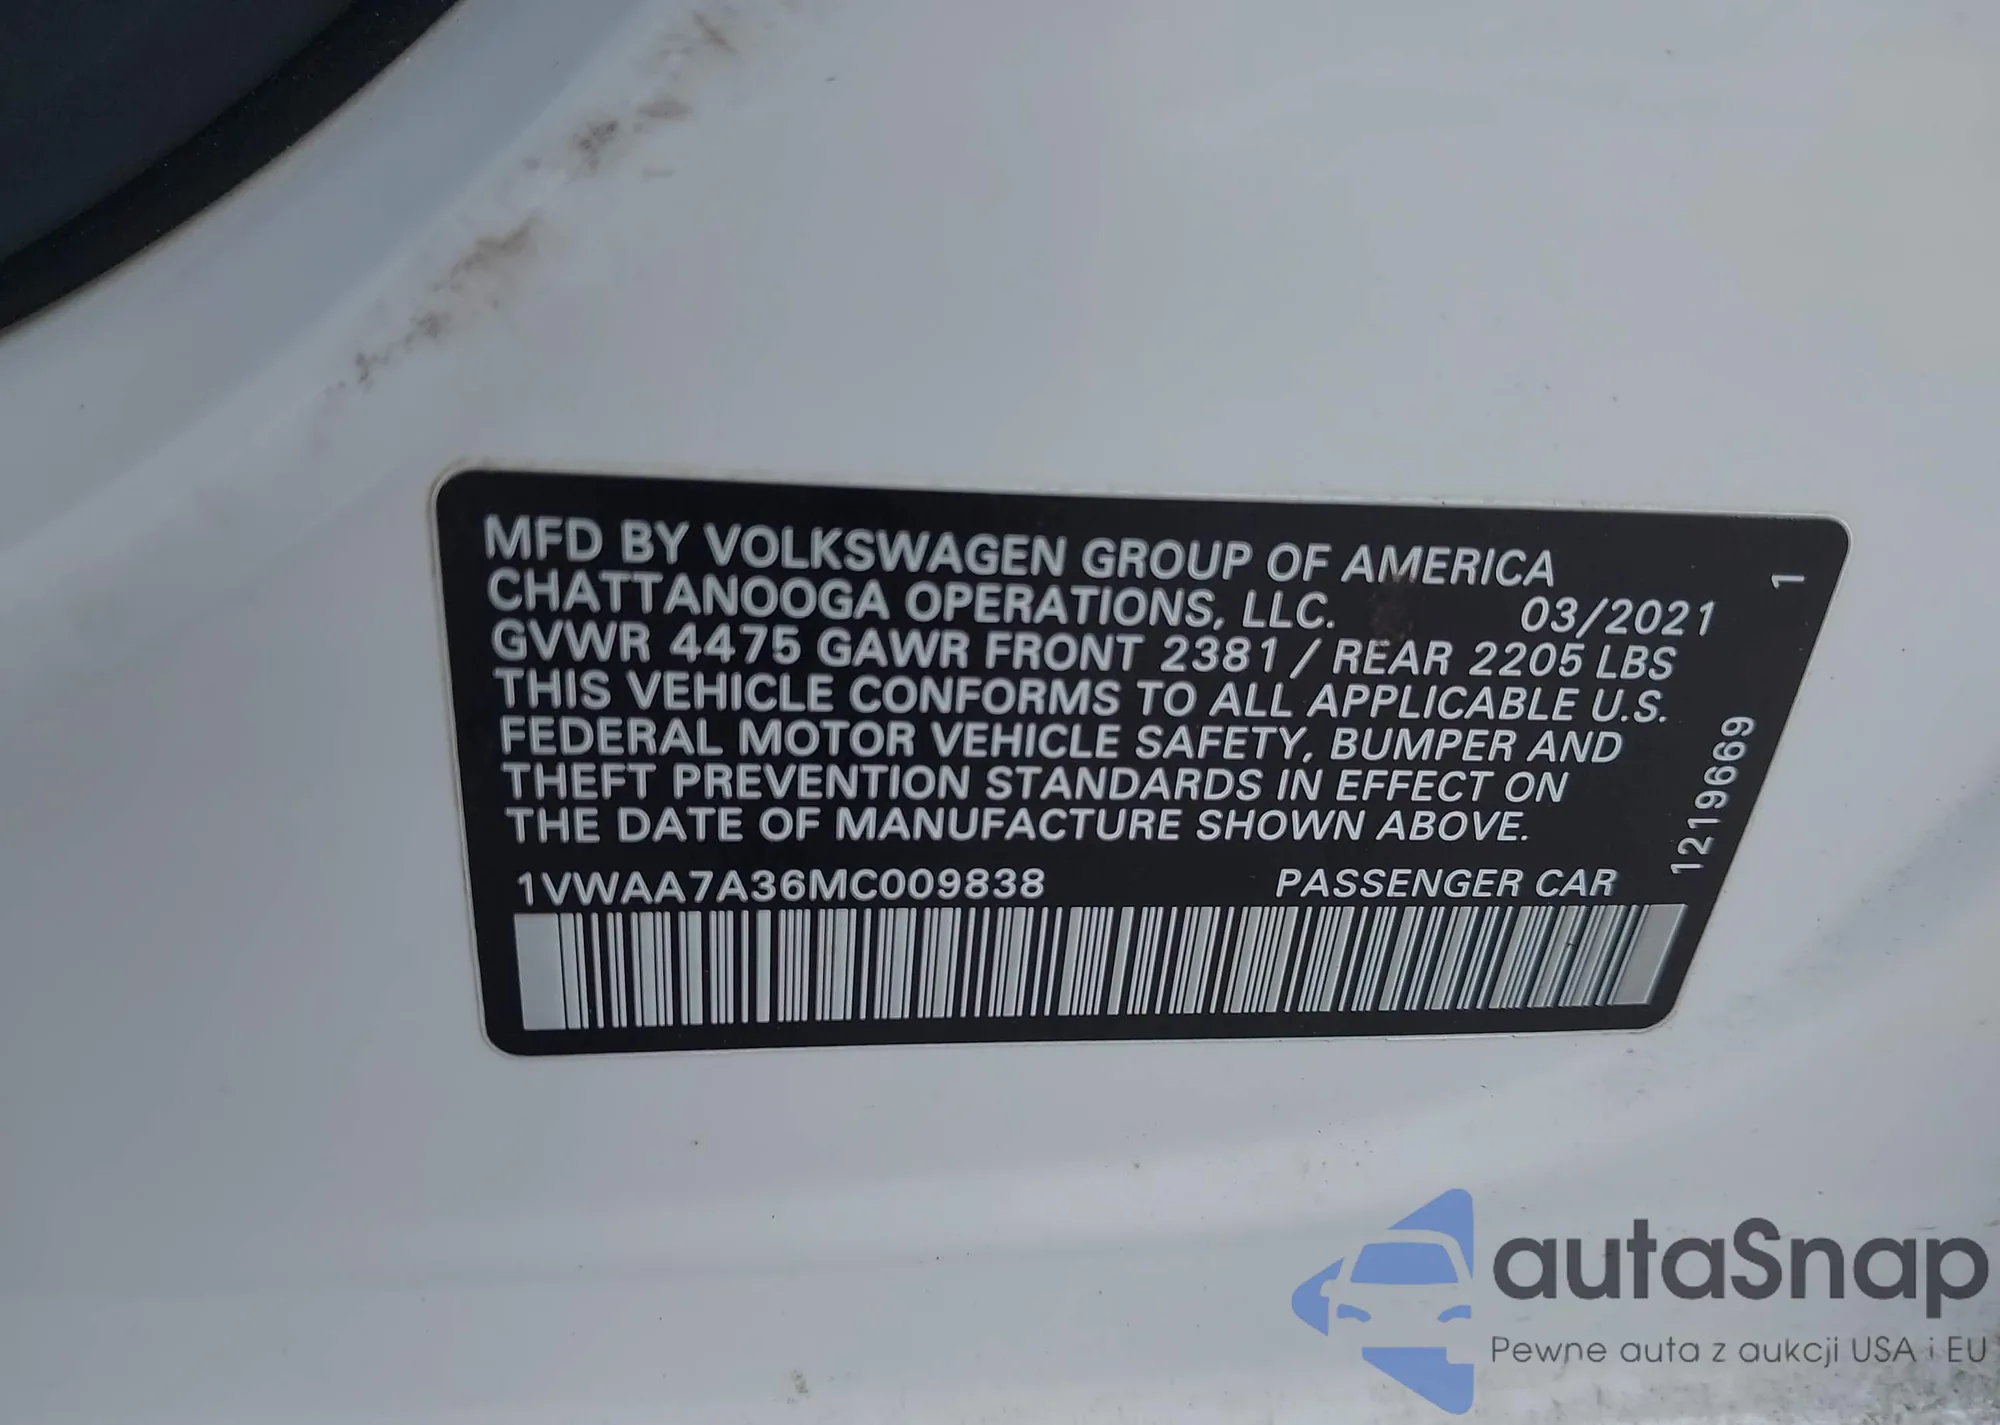 MFD BY VOLKSWAGEN GROUP OF AMERICA
CHATTANOOGA OPERATIONS, LLC. 03/2021
GVWR 4475 GAWR FRONT 2381 / REAR 2205 LBS
THIS VEHICLE CONFORMS TO ALL APPLICABLE U.S.
FEDERAL MOTOR VEHICLE SAFETY, BUMPER AND
THEFT PREVENTION STANDARDS IN EFFECT ON
THE DATE OF MANUFACTURE SHOWN ABOVE.
1VWAA7A36MC009838 PASSENGER CAR
1219669 1
autaSnap
Pewne auta z aukcji USA i EU